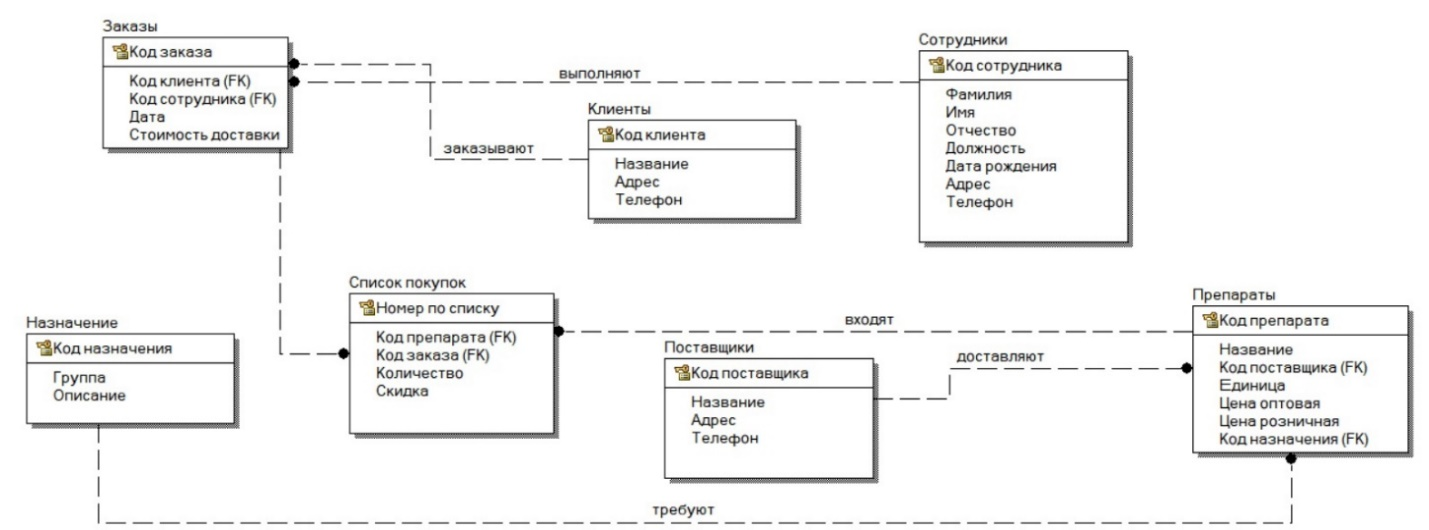 Заказы
Код заказа
Код клиента (FK)
Код сотрудника (FK)
Дата
Стоимость доставки
выполняют
заказывают
Клиенты
Код клиента
Название
Адрес
Телефон
Сотрудники
Код сотрудника
Фамилия
Имя
Отчество
Должность
Дата рождения
Адрес
Телефон
Назначение
Код назначения
Группа
Описание
Список покупок
Номер по списку
Код препарата (FK)
Код заказа (FK)
Количество
Скидка
входят
Поставщики
Код поставщика
Название
Адрес
Телефон
доставляют
Препараты
Код препарата
Название
Код поставщика (FK)
Единица
Цена оптовая
Цена розничная
Код назначения (FK)
требуют